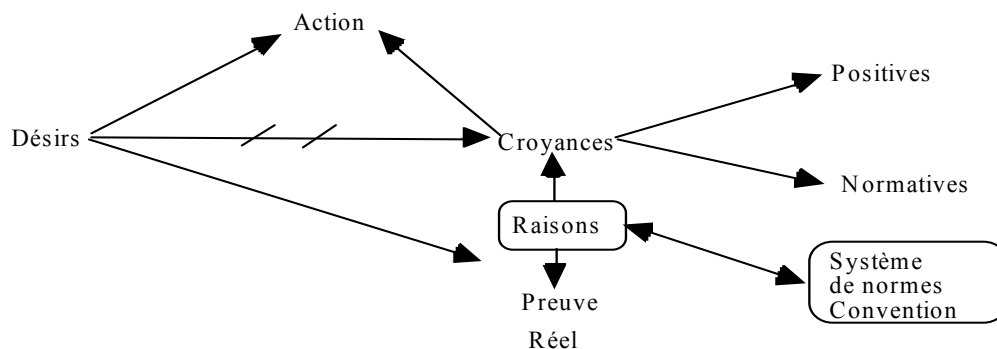 Action
Positives
Désirs
Croyances
Normatives
Raisons
Système
de normes
Convention
Preuve
Réel